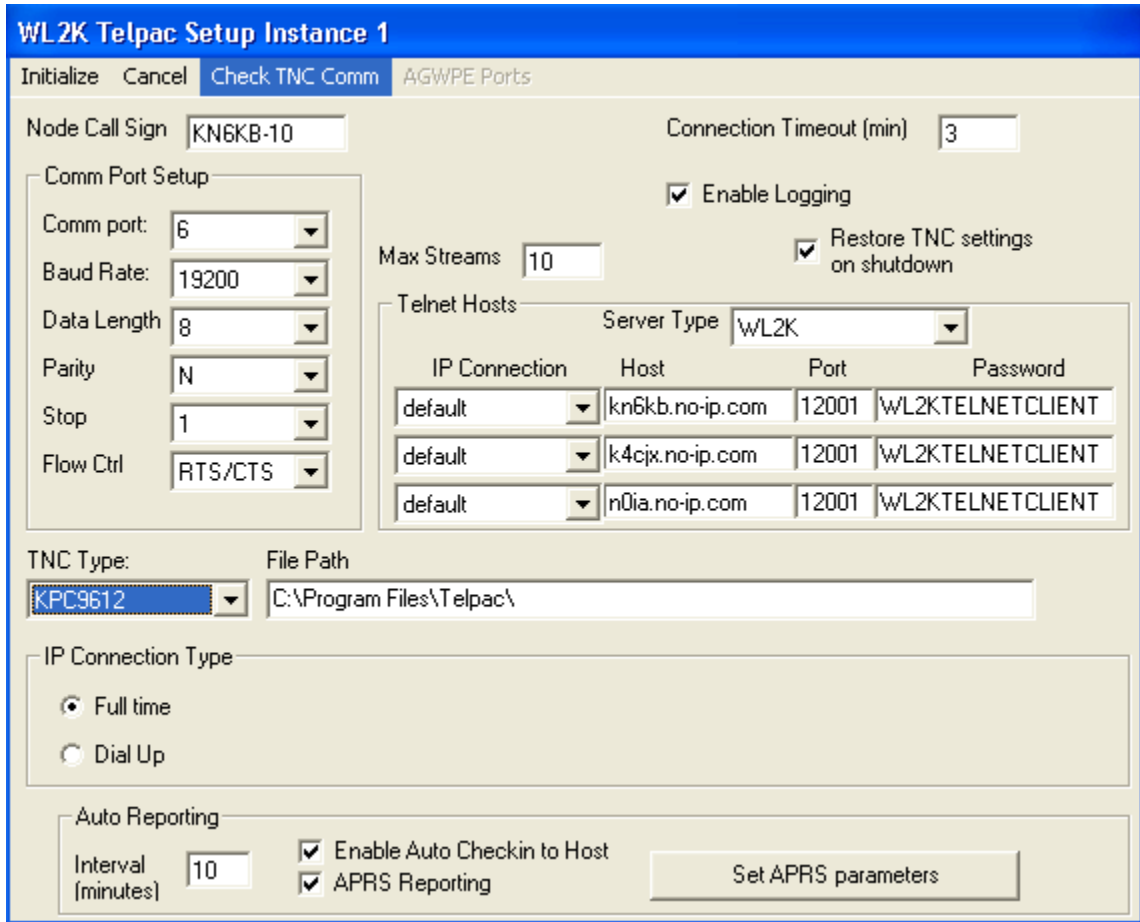 WL2K Telpac Setup Instance 1
Initialize Cancel Check TNC Comm AGWPE Ports
Node Call Sign KN6KB-10
Connection Timeout (min) 3
Comm Port Setup
Comm port: 6
Baud Rate: 19200
Data Length 8
Parity N
Stop 1
Flow Ctrl RTS/CTS
Enable Logging
Max Streams 10
Restore TNC settings
on shutdown
Telnet Hosts
Server Type WL2K
IP Connection Host Port Password
default kn6kb.no-ip.com 12001 WL2KTELNETCLIENT
default k4cjx.no-ip.com 12001 WL2KTELNETCLIENT
default n0ia.no-ip.com 12001 WL2KTELNETCLIENT
TNC Type: File Path
KPC9612 C:\Program Files\Telpac\
IP Connection Type
Full time
Dial Up
Auto Reporting
Interval
(minutes) 10
Enable Auto Checkin to Host
APRS Reporting
Set APRS parameters